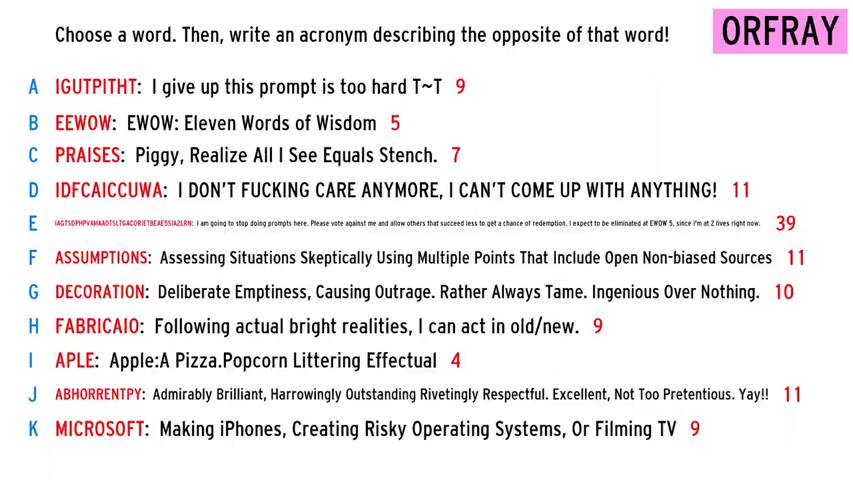 Choose a word. Then, write an acronym describing the opposite of that word!
ORFRAY
A IGUTPITHT: I give up this prompt is too hard T~T 9
B EEWOW: EWOW: Eleven Words of Wisdom 5
C PRAISES: Piggy, Realize All I See Equals Stench. 7
D IDFCAICCUWA: I DON'T FUCKING CARE ANYMORE, I CAN'T COME UP WITH ANYTHING! 11
E IAGTSDPHPVAMAAOTSLTGACORIETBEAE5SIA2LRN: I am going to stop doing prompts here. Please vote against me and allow others that succeed less to get a chance of redemption. I expect to be eliminated at EWOW 5, since I'm at 2 lives right now. 39
F ASSUMPTIONS: Assessing Situations Skeptically Using Multiple Points That Include Open Non-biased Sources 11
G DECORATION: Deliberate Emptiness, Causing Outrage. Rather Always Tame. Ingenious Over Nothing. 10
H FABRICAIO: Following actual bright realities, I can act in old/new. 9
I APLE: Apple:A Pizza.Popcorn Littering Effectual 4
J ABHORRENTPY: Admirably Brilliant, Harrowingly Outstanding Rivetingly Respectful. Excellent, Not Too Pretentious. Yay!! 11
K MICROSOFT: Making iPhones, Creating Risky Operating Systems, Or Filming TV 9